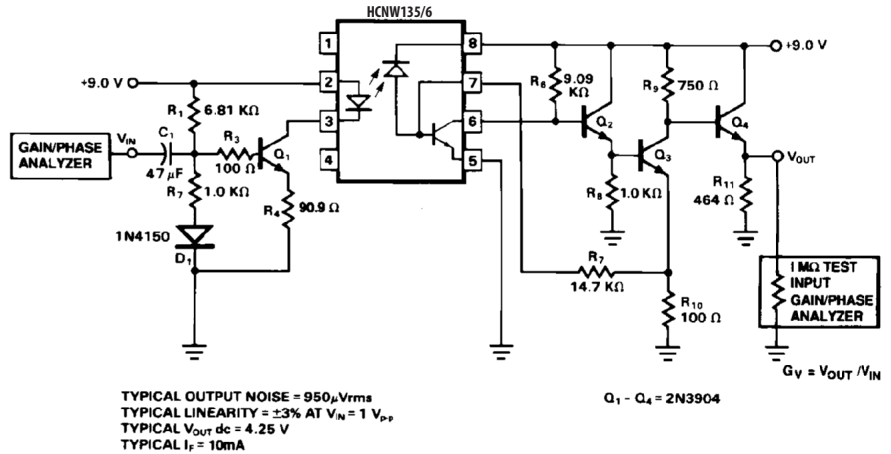 HCNW135/6
1
2
3
4
8
7
6
5
+9.0 V
R1 6.81 KΩ
GAIN/PHASE
ANALYZER
VIN
C1
47 µF
R3
100 Ω
Q1
R7 1.0 KΩ
R4 90.9 Ω
1N4150
D1
+9.0 V
R6 9.09
KΩ
R9 750 Ω
Q2
Q3
Q4
VOUT
R8 1.0 KΩ
R11
464 Ω
R7
14.7 KΩ
R10
100 Ω
1 MΩ TEST
INPUT
GAIN/PHASE
ANALYZER
GV = VOUT /VIN
TYPICAL OUTPUT NOISE = 950µVrms
TYPICAL LINEARITY = ±3% AT VIN = 1 Vp-p
TYPICAL VOUT dc = 4.25 V
TYPICAL IF = 10mA
Q1 - Q4 = 2N3904